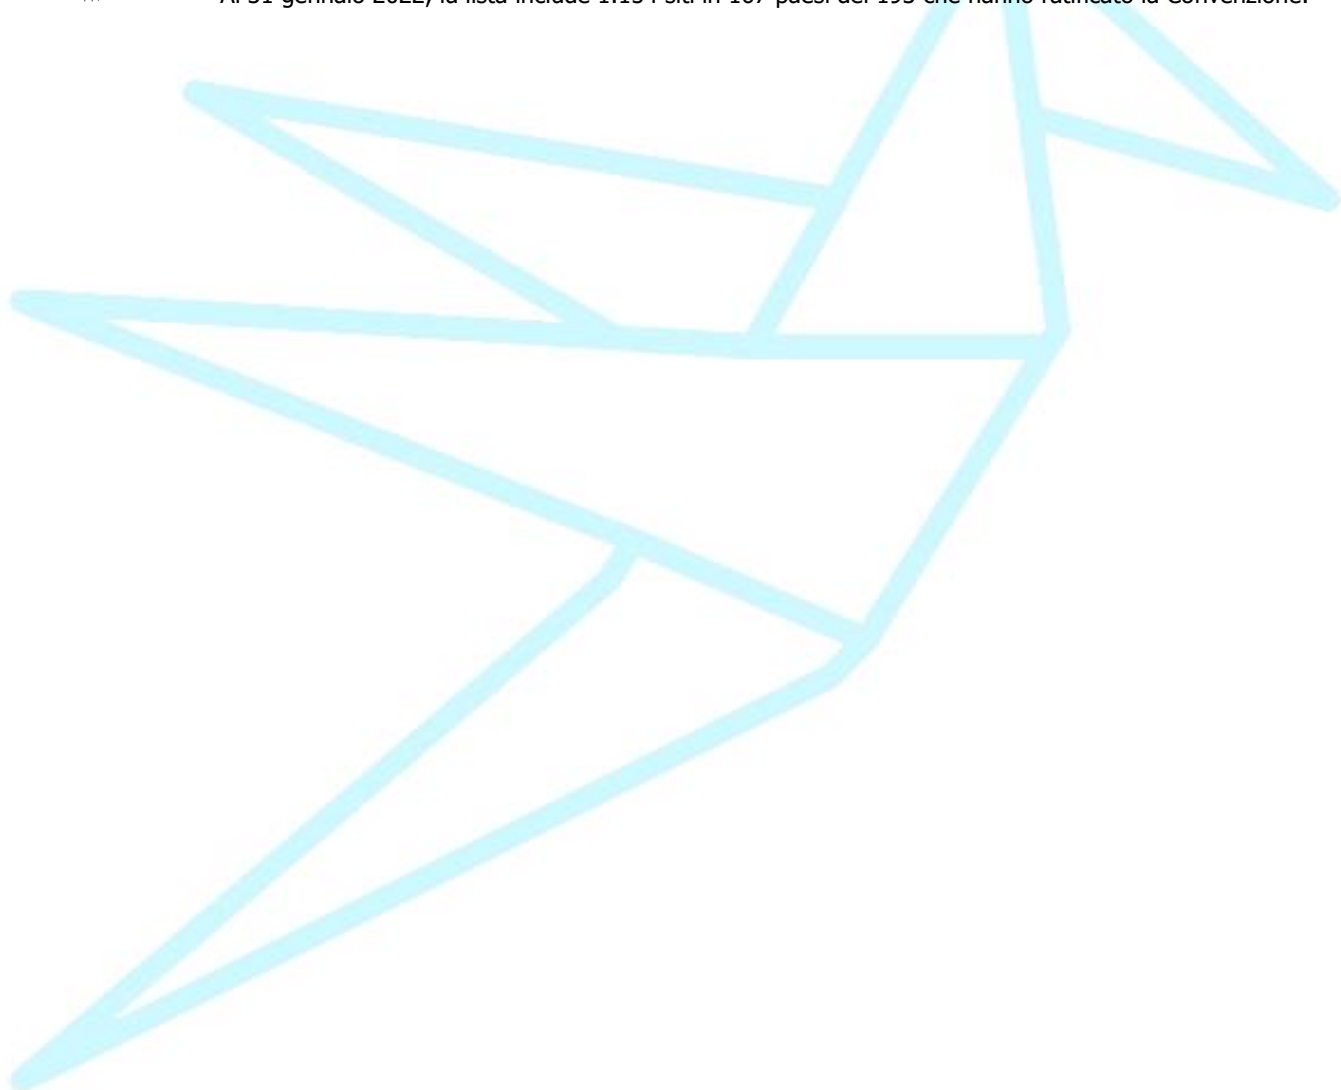 Al 31 gennaio 2022, la lista include 1.154 siti in 167 paesi dei 193 che hanno ratificato la Convenzione.